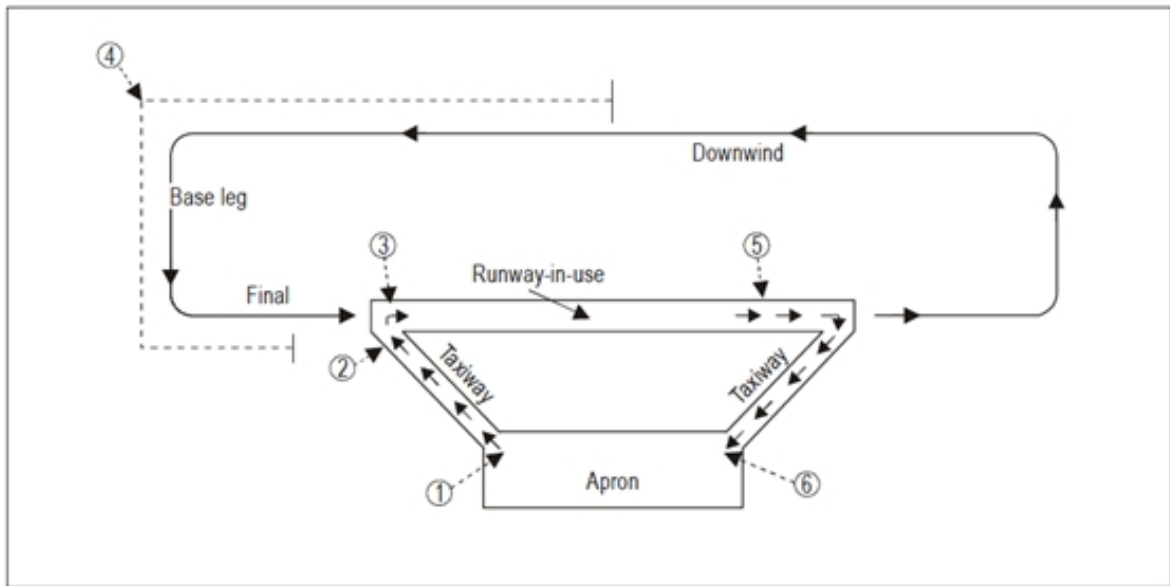 ④
Downwind
Base leg
③
⑤
Runway-in-use
Final
②
Taxiway
Taxiway
①
Apron
⑥